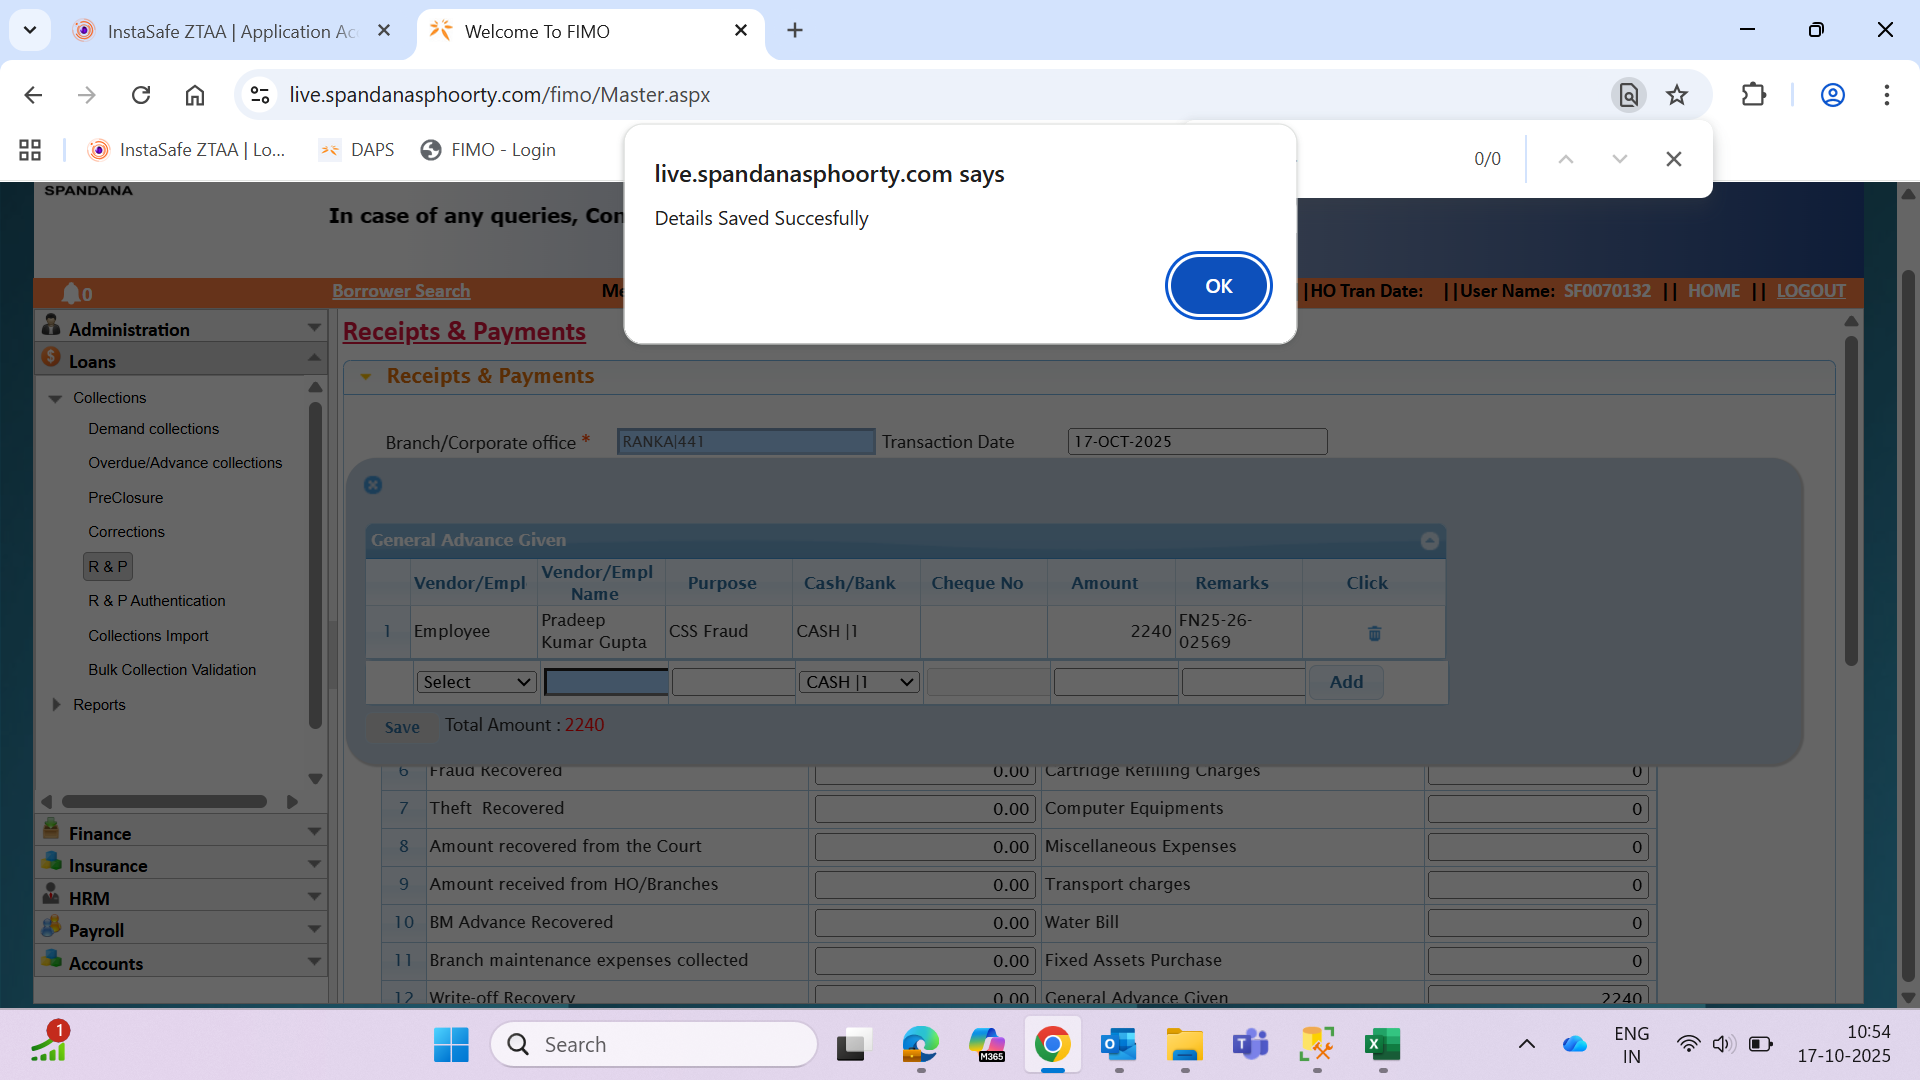 InstaSafe ZTAA | Application Acc
Welcome To FIMO
live.spandanasphoorty.com/fimo/Master.aspx
InstaSafe ZTAA | Lo...
DAPS
FIMO - Login
0/0
live.spandanasphoorty.com says
Details Saved Succesfully
OK
SPANDANA
In case of any queries, Con
0
Borrower Search
Me
|HO Tran Date: ||User Name: SF0070132 || HOME || LOGOUT
Administration
Loans
Collections
Demand collections
Overdue/Advance collections
PreClosure
Corrections
R & P
R & P Authentication
Collections Import
Bulk Collection Validation
Reports
Finance
Insurance
HRM
Payroll
Accounts
Receipts & Payments
Receipts & Payments
Branch/Corporate office * RANKA|441 Transaction Date 17-OCT-2025
General Advance Given
Vendor/Empl Vendor/Empl Name Purpose Cash/Bank Cheque No Amount Remarks Click
1 Employee Pradeep Kumar Gupta CSS Fraud CASH |1 2240 FN25-26-02569
Select CASH |1 Add
Save Total Amount : 2240
6 Fraud Recovered 0.00 Cartridge Refilling Charges 0
7 Theft Recovered 0.00 Computer Equipments 0
8 Amount recovered from the Court 0.00 Miscellaneous Expenses 0
9 Amount received from HO/Branches 0.00 Transport charges 0
10 BM Advance Recovered 0.00 Water Bill 0
11 Branch maintenance expenses collected 0.00 Fixed Assets Purchase 0
12 Write-off Recovery 0.00 General Advance Given 2240
1
Search
M365
ENG
IN
10:54
17-10-2025